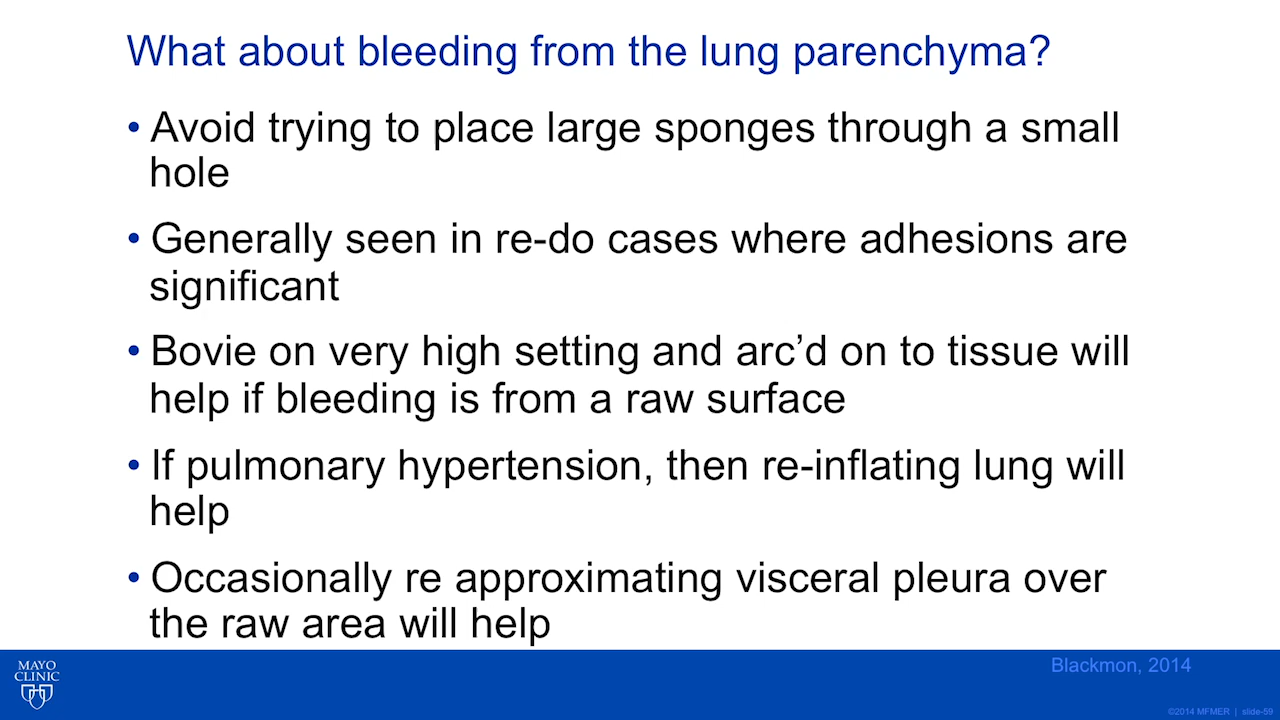 What about bleeding from the lung parenchyma?
• Avoid trying to place large sponges through a small
hole
• Generally seen in re-do cases where adhesions are
significant
• Bovie on very high setting and arc’d on to tissue will
help if bleeding is from a raw surface
• If pulmonary hypertension, then re-inflating lung will
help
• Occasionally re approximating visceral pleura over
the raw area will help
MAYO
CLINIC
Blackmon, 2014
©2014 MFMER | slide-59